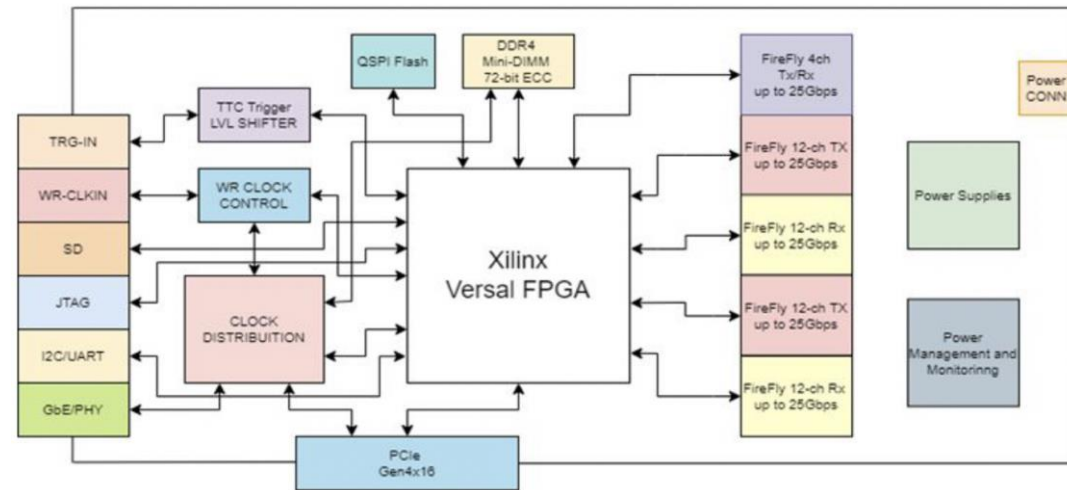 QSPI Flash
DDR4
Mini-DIMM
72-bit ECC
FireFly 4ch
Tx/Rx
up to 25Gbps
Power
CONN
TTC Trigger
LVL SHIFTER
TRG-IN
FireFly 12-ch TX
up to 25Gbps
WR-CLKIN
WR CLOCK
CONTROL
Power Supplies
SD
FireFly 12-ch Rx
up to 25Gbps
Xilinx
Versal FPGA
JTAG
CLOCK
DISTRIBUITION
FireFly 12-ch TX
up to 25Gbps
I2C/UART
Power
Management and
Monitorinng
GbE/PHY
FireFly 12-ch Rx
up to 25Gbps
PCIe
Gen4x16